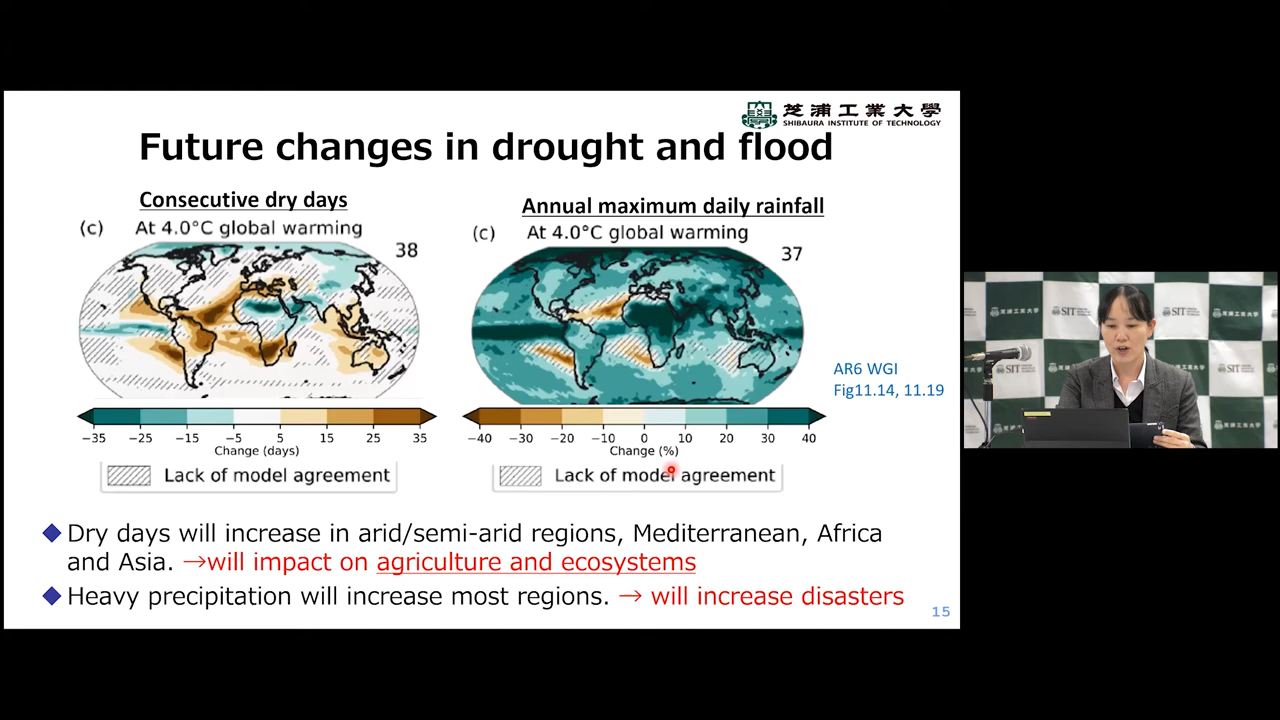 芝浦工業大學
SHIBAURA INSTITUTE OF TECHNOLOGY
Future changes in drought and flood
Consecutive dry days
(c) At 4.0°C global warming
38
−35 −25 −15 −5 5 15 25 35
Change (days)
Lack of model agreement
Annual maximum daily rainfall
(c) At 4.0°C global warming
37
−40 −30 −20 −10 0 10 20 30 40
Change (%)
Lack of model agreement
AR6 WGI
Fig11.14, 11.19
◆Dry days will increase in arid/semi-arid regions, Mediterranean, Africa
and Asia. →will impact on agriculture and ecosystems
◆Heavy precipitation will increase most regions. → will increase disasters
15
SIT
SIT
SIT